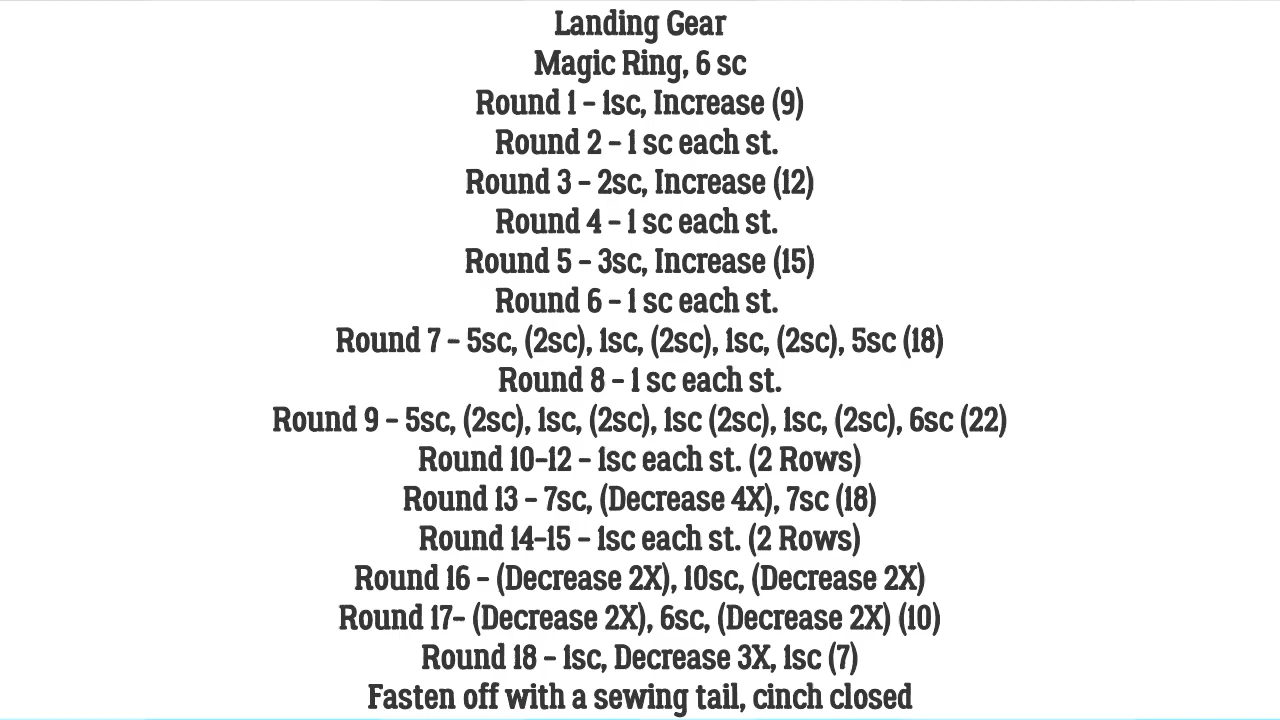 Landing Gear
Magic Ring, 6 sc
Round 1 - 1sc, Increase (9)
Round 2 - 1 sc each st.
Round 3 - 2sc, Increase (12)
Round 4 - 1 sc each st.
Round 5 - 3sc, Increase (15)
Round 6 - 1 sc each st.
Round 7 - 5sc, (2sc), 1sc, (2sc), 1sc, (2sc), 5sc (18)
Round 8 - 1 sc each st.
Round 9 - 5sc, (2sc), 1sc, (2sc), 1sc (2sc), 1sc, (2sc), 6sc (22)
Round 10-12 - 1sc each st. (2 Rows)
Round 13 - 7sc, (Decrease 4X), 7sc (18)
Round 14-15 - 1sc each st. (2 Rows)
Round 16 - (Decrease 2X), 10sc, (Decrease 2X)
Round 17- (Decrease 2X), 6sc, (Decrease 2X) (10)
Round 18 - 1sc, Decrease 3X, 1sc (7)
Fasten off with a sewing tail, cinch closed